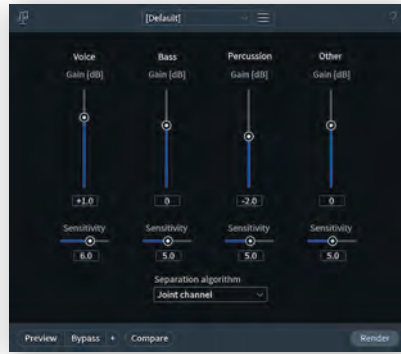 [Default]
?
Voice Bass Percussion Other
Gain [dB] Gain [dB] Gain [dB] Gain [dB]
+1.0 0 -2.0 0
Sensitivity Sensitivity Sensitivity Sensitivity
6.0 5.0 5.0 5.0
Separation algorithm
Joint channel
Preview Bypass + Compare Render